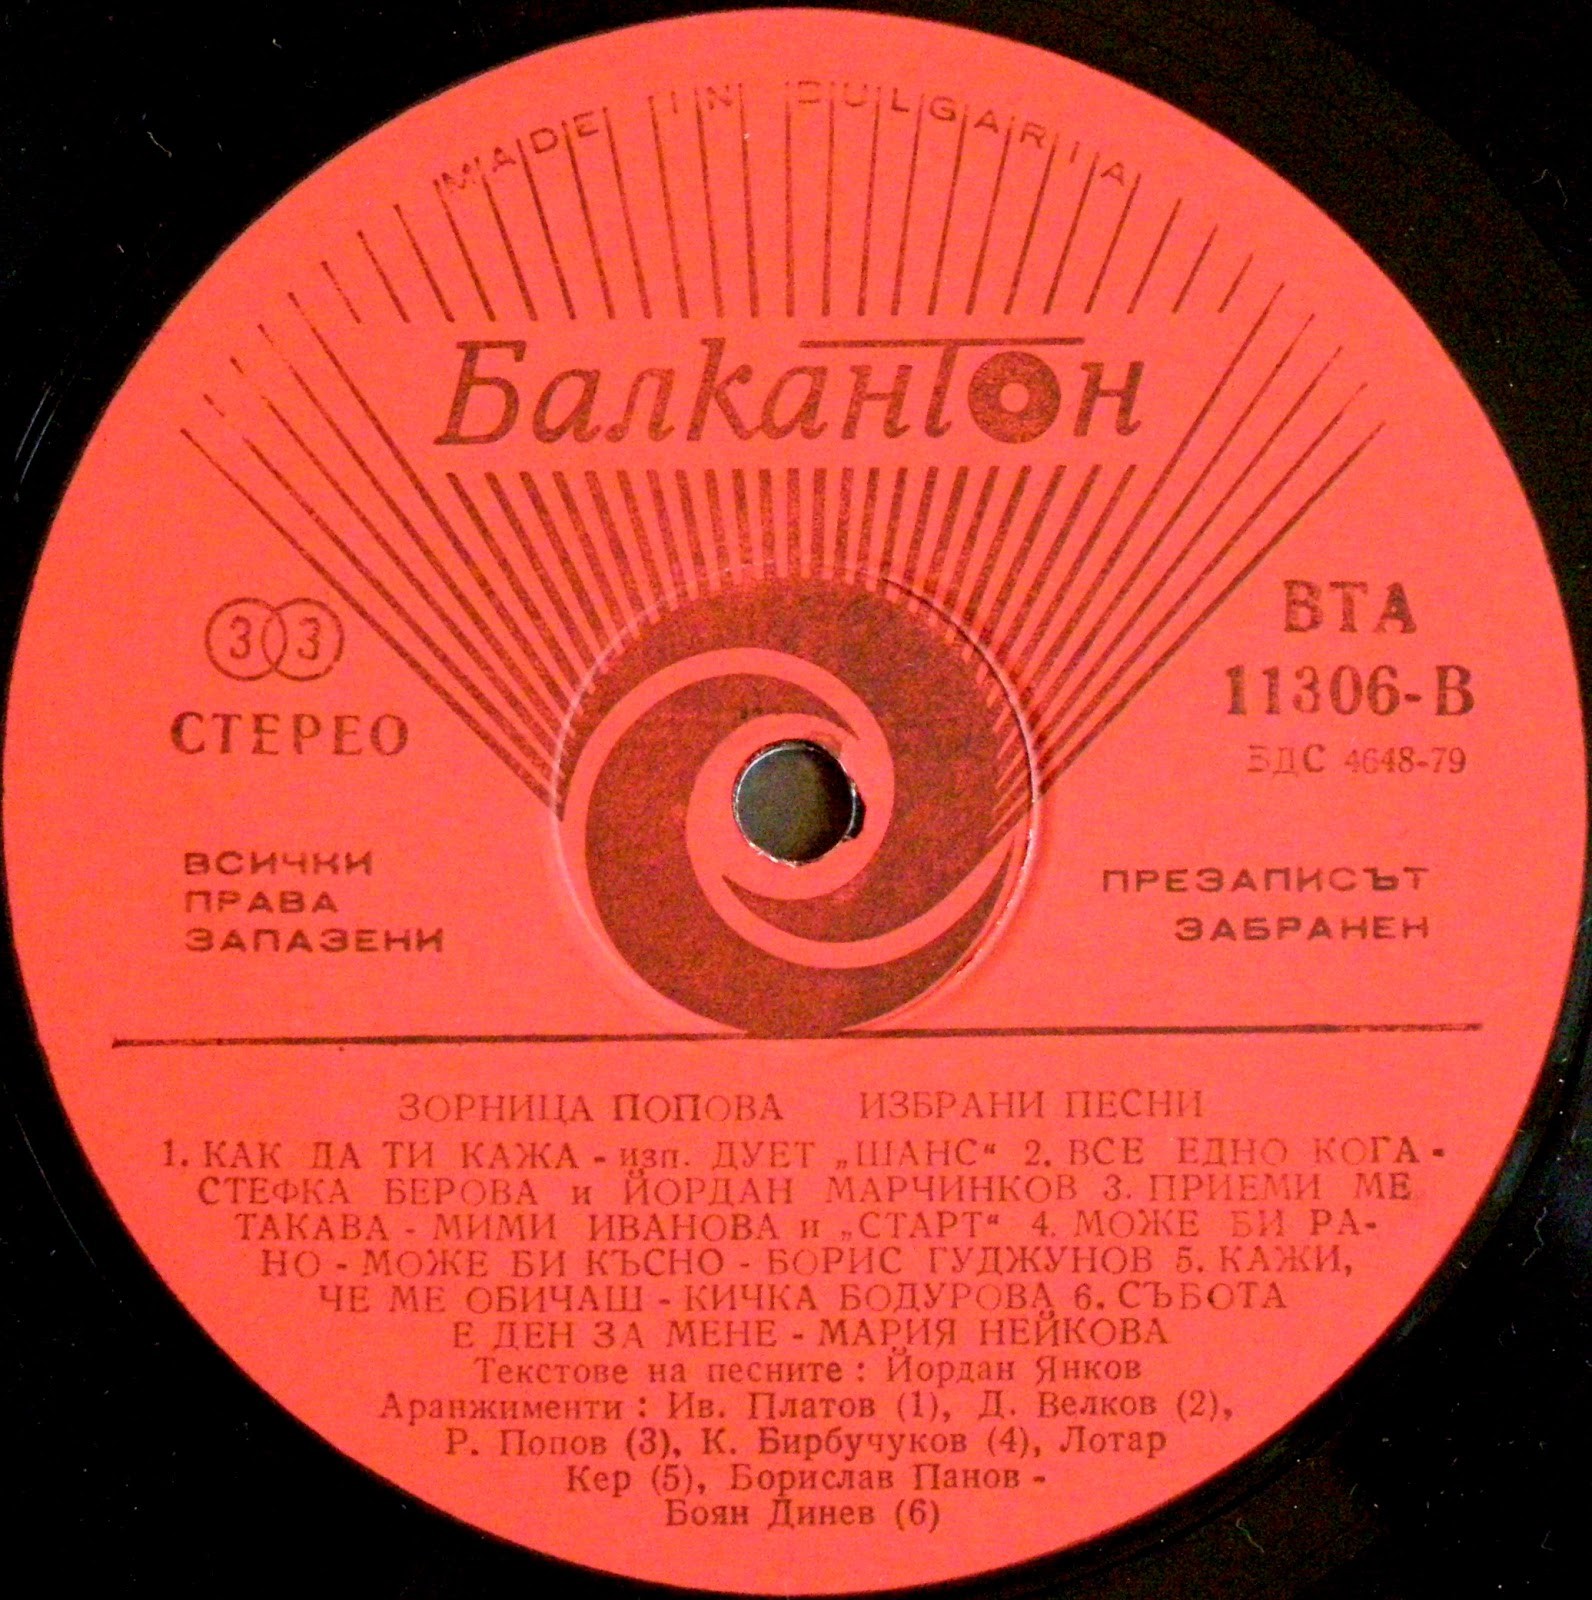 MADE IN BULGARIA
Балкантон
33
СТЕРЕО
ВТА
11306-В
БДС 4648-79
ВСИЧКИ
ПРАВА
ЗАПАЗЕНИ
ПРЕЗАПИСЪТ
ЗАБРАНЕН
ЗОРНИЦА ПОПОВА ИЗБРАНИ ПЕСНИ
1. КАК ДА ТИ КАЖА - изп. ДУЕТ „ШАНС“ 2. ВСЕ ЕДНО КОГА -
СТЕФКА БЕРОВА и ЙОРДАН МАРЧИНКОВ 3. ПРИЕМИ МЕ
ТАКАВА - МИМИ ИВАНОВА и „СТАРТ“ 4. МОЖЕ БИ РА-
НО - МОЖЕ БИ КЪСНО - БОРИС ГУДЖУНОВ 5. КАЖИ,
ЧЕ МЕ ОБИЧАШ - КИЧКА БОДУРОВА 6. СЪБОТА
Е ДЕН ЗА МЕНЕ - МАРИЯ НЕЙКОВА
Текстове на песните : Йордан Янков
Аранжименти : Ив. Платов (1), Д. Велков (2),
Р. Попов (3), К. Бирбучуков (4), Лотар
Кер (5), Борислав Панов -
Боян Динев (6)